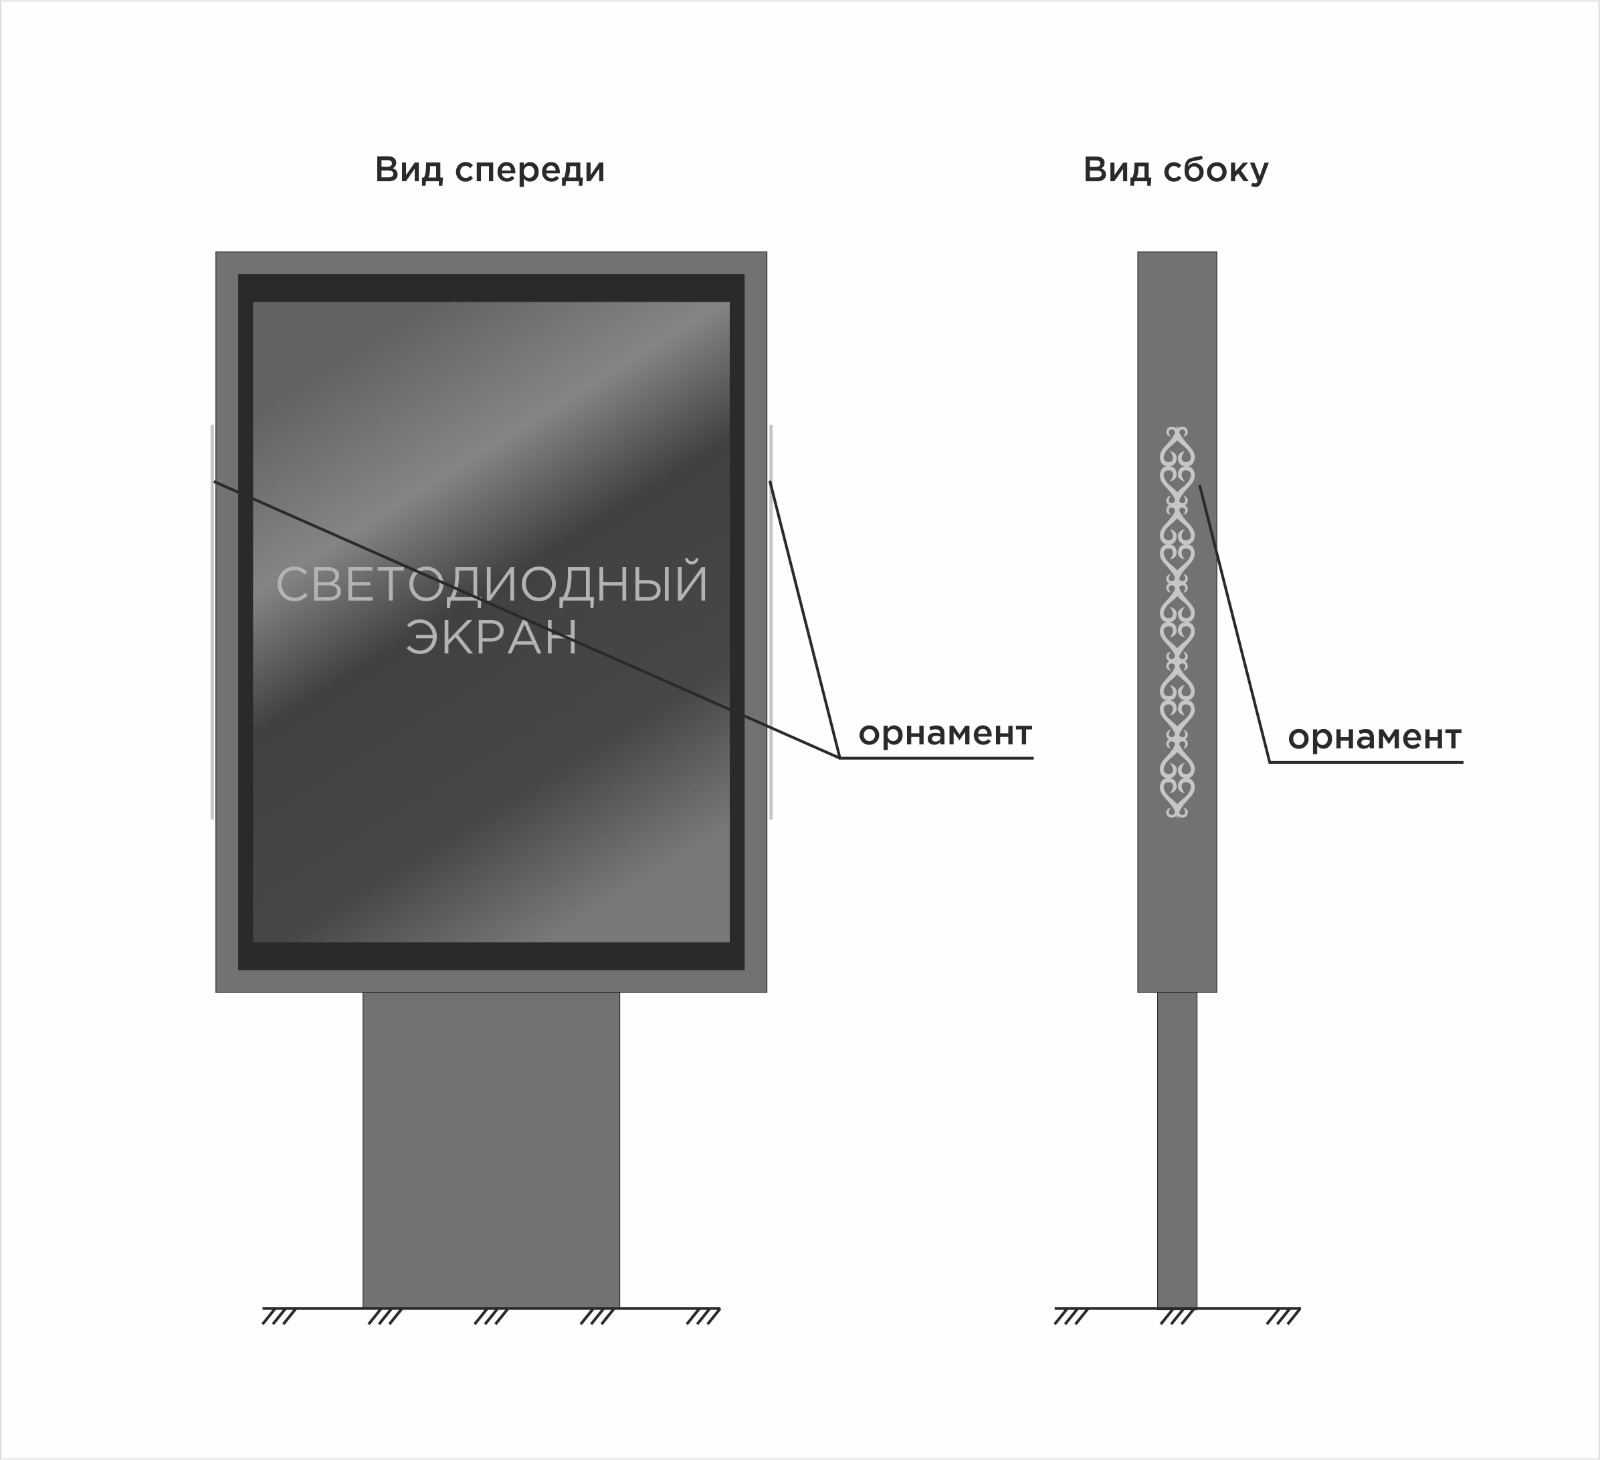 Вид спереди
Вид сбоку
СВЕТОДИОДНЫЙ
ЭКРАН
орнамент
орнамент